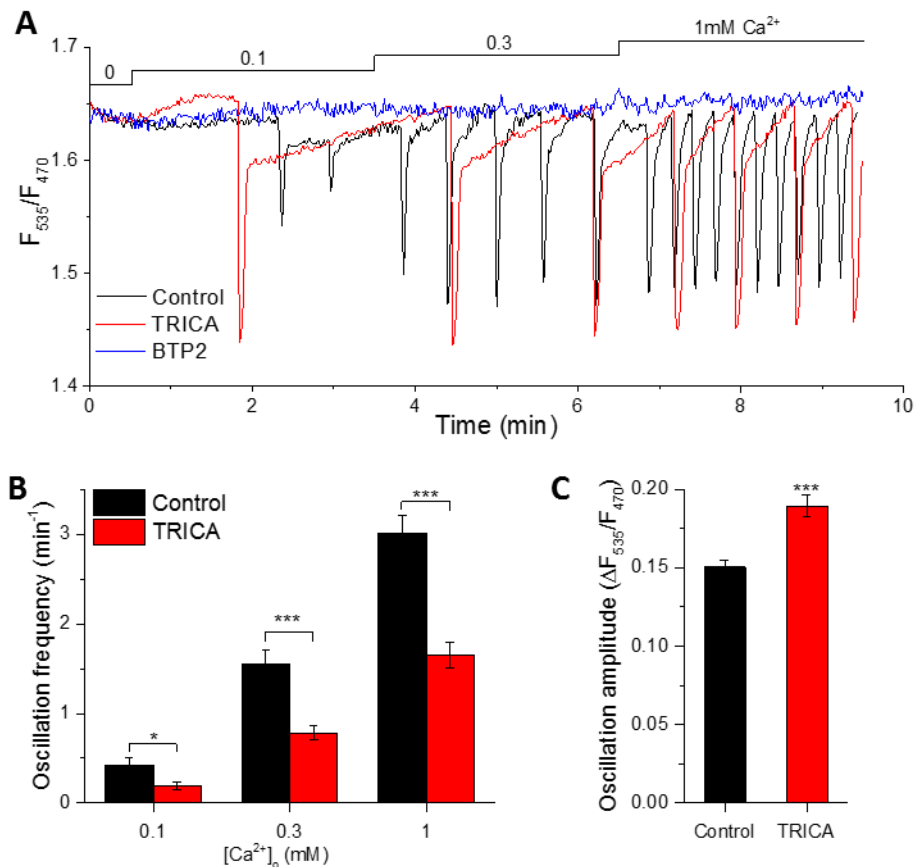 A
1.7
1.6
1.5
1.4
F535/F470
0
0.1
0.3
1mM Ca²⁺
Control
TRICA
BTP2
0
2
4
6
8
10
Time (min)
B
Control
TRICA
Oscillation frequency (min⁻¹)
3
2
1
0
*
***
***
0.1
0.3
1
[Ca²⁺]o (mM)
C
Oscillation amplitude (ΔF535/F470)
0.20
0.15
0.10
0.05
0.00
***
Control
TRICA